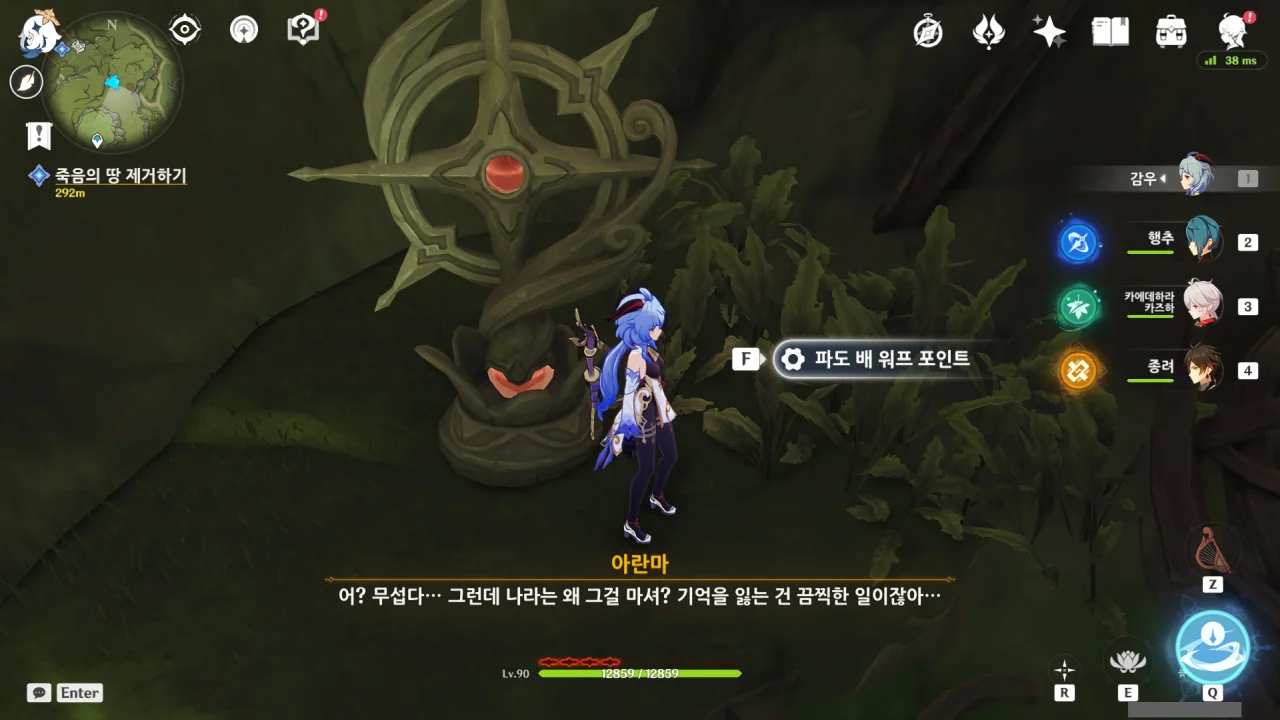 N
38 ms
죽음의 땅 제거하기
292m
감우
1
행추
2
카에데하라
카즈하
3
F
파도 배 워프 포인트
종려
4
아란마
어? 무섭다… 그런데 나라는 왜 그걸 마셔? 기억을 잃는 건 끔찍한 일이잖아…
Z
Lv.90
12859 / 12859
Enter
R
E
Q